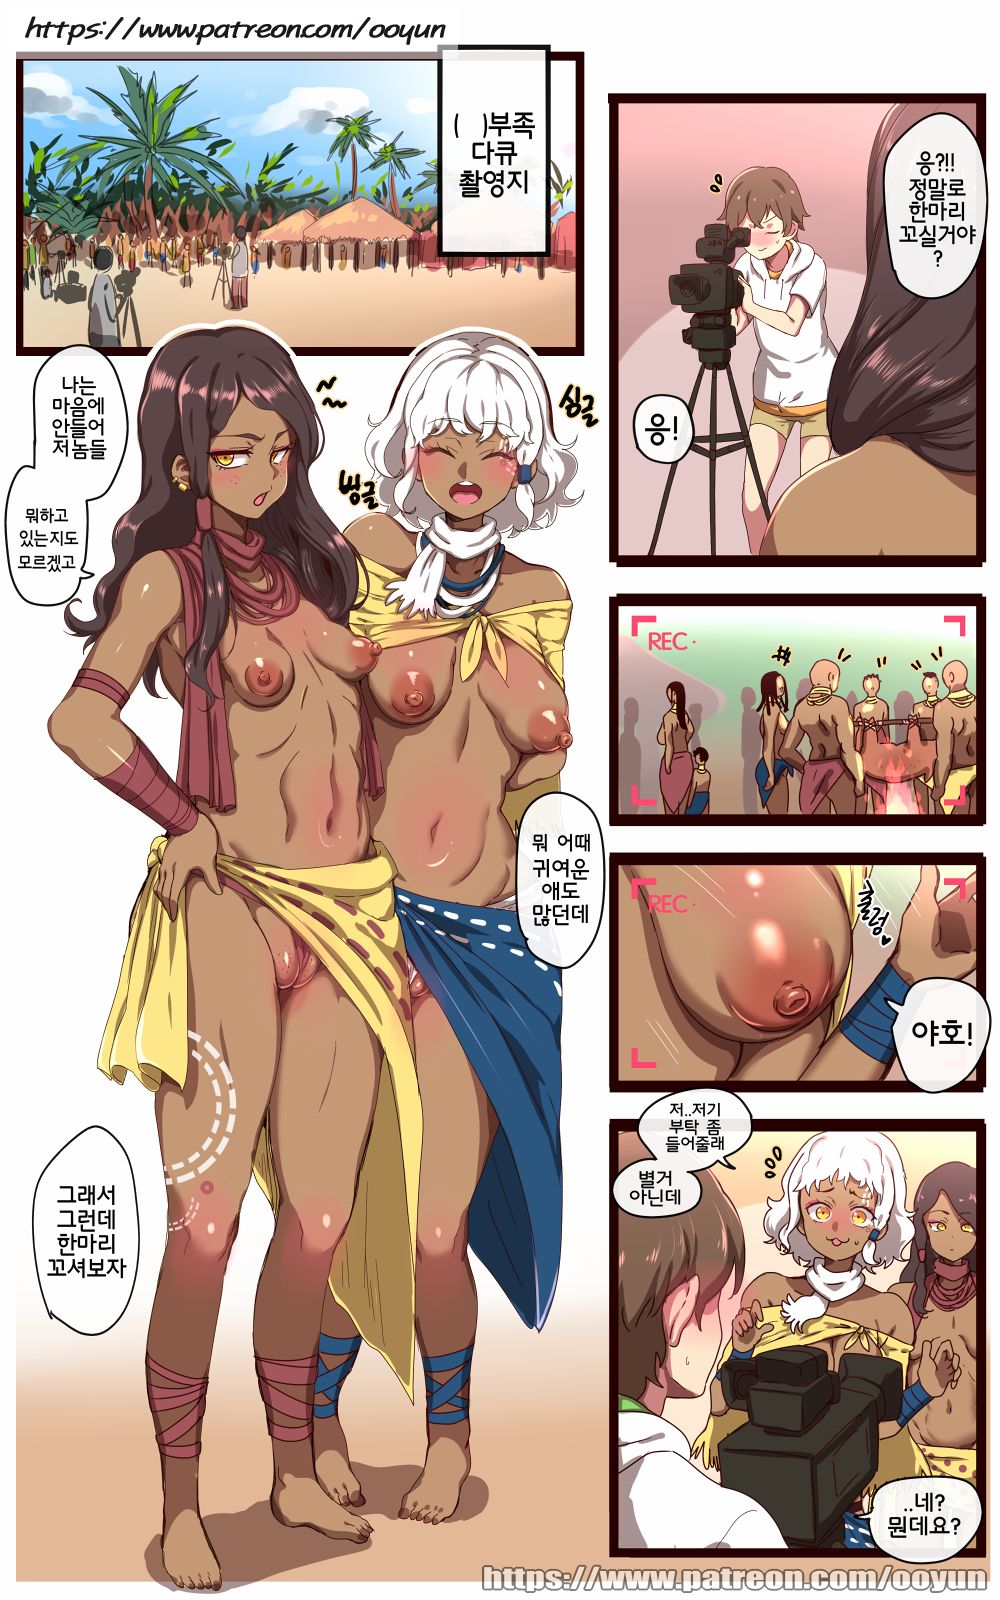 https://www.patreon.com/ooyun
( )부족
다큐
촬영지
나는
마음에
안들어
저놈들
뭐하고
있는지도
모르겠고
싱글
벙글
뭐 어때
귀여운
애도
많던데
그래서
그런데
한마리
꼬셔보자
응?!!
정말로
한마리
꼬실거야
?
응!
REC
REC
출렁
야호!
저..저기
부탁 좀
들어줄래
별거
아닌데
..네?
뭔데요?
https://www.patreon.com/ooyun